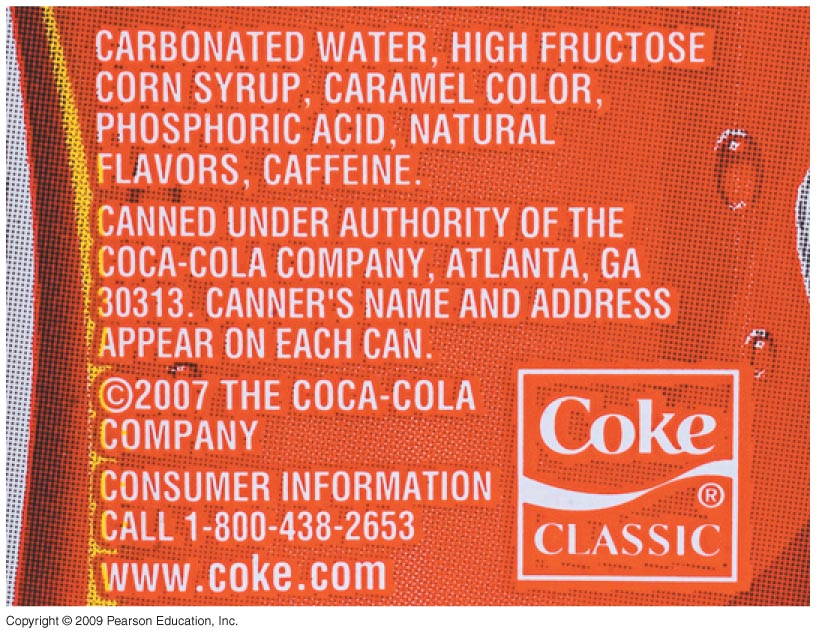 CARBONATED WATER, HIGH FRUCTOSE
CORN SYRUP, CARAMEL COLOR,
PHOSPHORIC ACID, NATURAL
FLAVORS, CAFFEINE.
CANNED UNDER AUTHORITY OF THE
COCA-COLA COMPANY, ATLANTA, GA
30313. CANNER'S NAME AND ADDRESS
APPEAR ON EACH CAN.
©2007 THE COCA-COLA
COMPANY
CONSUMER INFORMATION
CALL 1-800-438-2653
www.coke.com
Coke
®
CLASSIC
Copyright © 2009 Pearson Education, Inc.